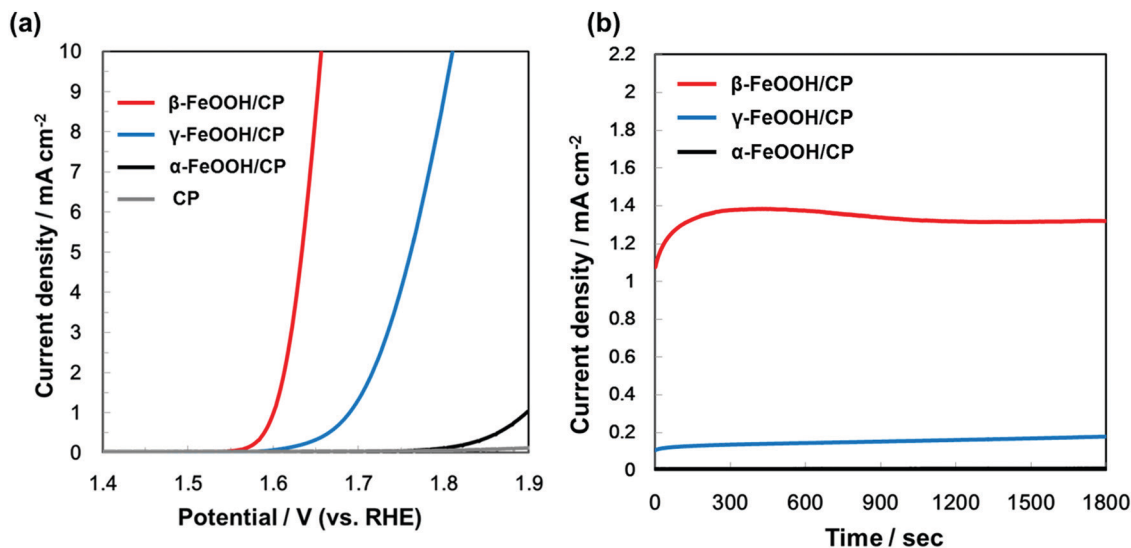 (a)
10
9
8
7
6
5
4
3
2
1
0
Current density / mA cm-2
β-FeOOH/CP
γ-FeOOH/CP
α-FeOOH/CP
CP
1.4 1.5 1.6 1.7 1.8 1.9
Potential / V (vs. RHE)
(b)
2.2
2
1.8
1.6
1.4
1.2
1
0.8
0.6
0.4
0.2
0
Current density / mA cm-2
β-FeOOH/CP
γ-FeOOH/CP
α-FeOOH/CP
0 300 600 900 1200 1500 1800
Time / sec